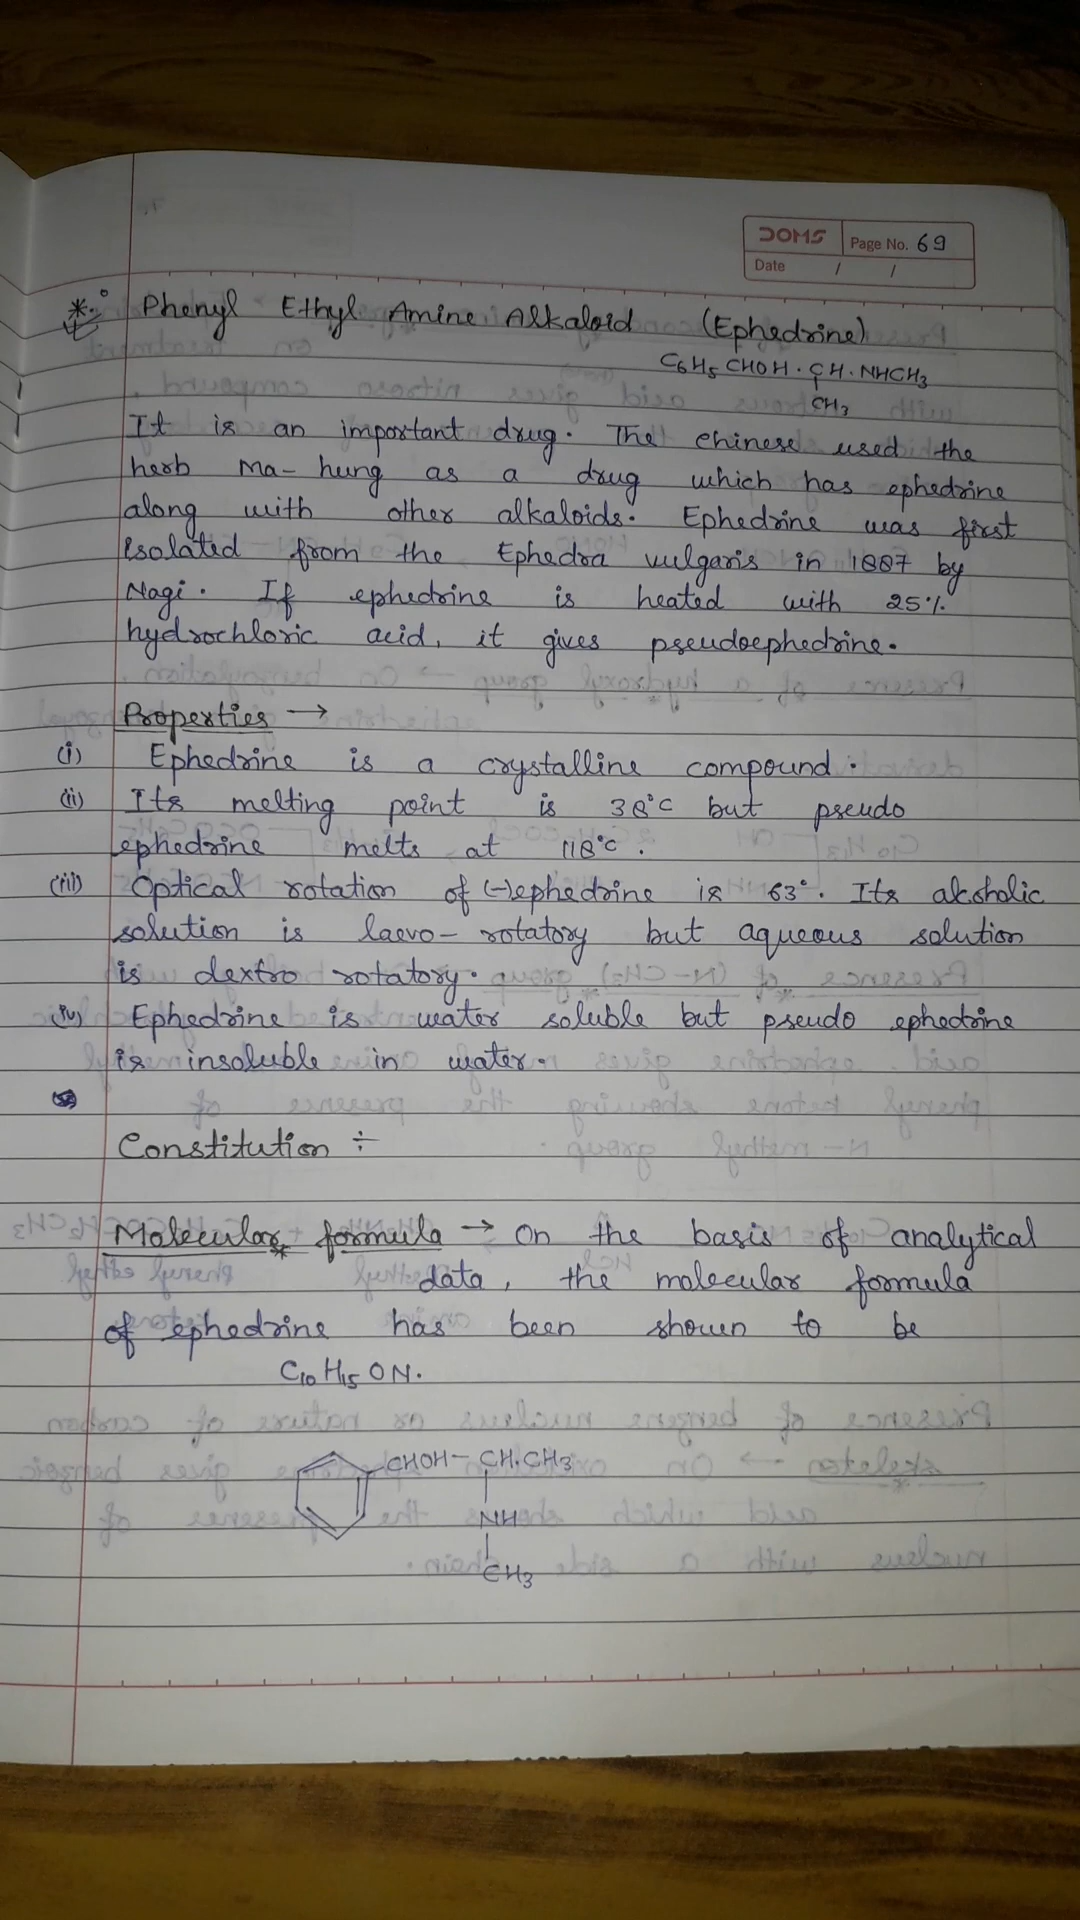 DOMS
Page No. 69
Date / /
*° Phenyl Ethyl Amine Alkaloid (Ephedrine)
C6H5 CHOH · CH · NHCH3
CH3
It is an important drug. The chinese used the
herb Ma- hung as a drug which has ephedrine
along with other alkaloids. Ephedrine was first
isolated from the Ephedra vulgaris in 1887 by
Nagi. If ephedrine is heated with 25%
hydrochloric acid, it gives pseudoephedrine.
Properties →
(i) Ephedrine is a crystalline compound.
(ii) Its melting point is 38°C but pseudo
ephedrine melts at 118°C.
(iii) Optical rotation of (-)ephedrine is 63°. Its alcoholic
solution is laevo- rotatory but aqueous solution
is dextro rotatory.
(iv) Ephedrine is water soluble but pseudo ephedrine
is insoluble in water.
Constitution ÷
Molecular formula → On the basis of analytical
data, the molecular formula
of ephedrine has been shown to be
C10 H15 ON.
CHOH - CH.CH3
NH
CH3